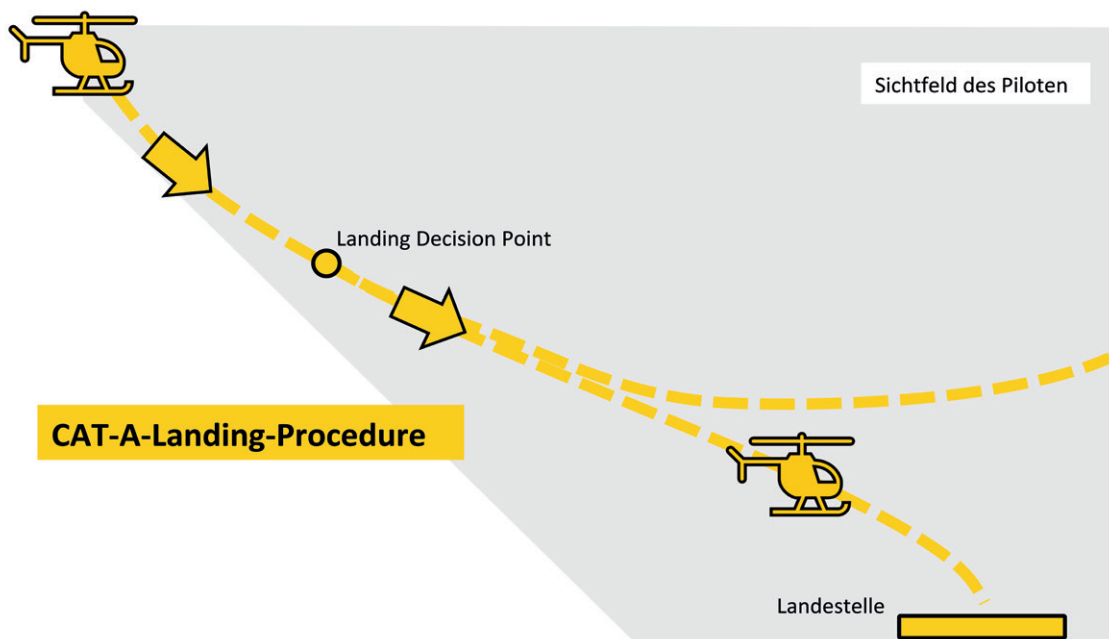 Sichtfeld des Piloten
Landing Decision Point
CAT-A-Landing-Procedure
Landestelle